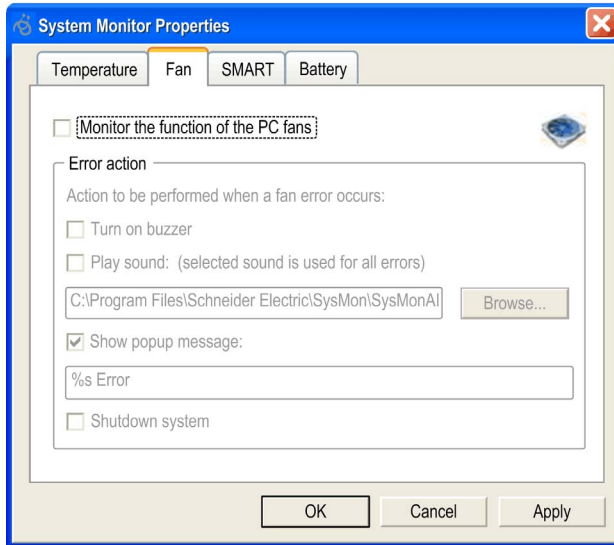 System Monitor Properties
Temperature Fan SMART Battery
Monitor the function of the PC fans
Error action
Action to be performed when a fan error occurs:
Turn on buzzer
Play sound: (selected sound is used for all errors)
C:\Program Files\Schneider Electric\SysMon\SysMonAl Browse...
Show popup message:
%s Error
Shutdown system
OK Cancel Apply